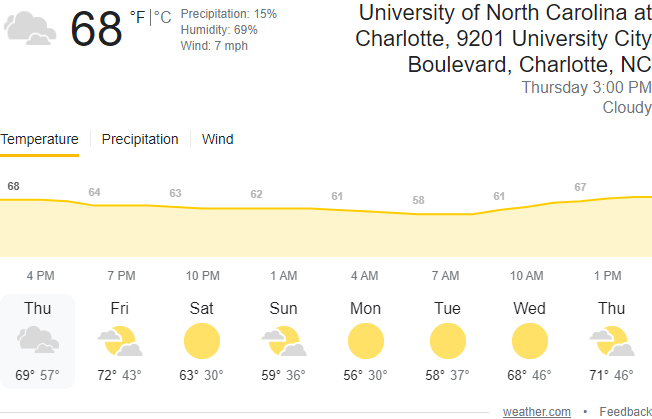 68 °F | °C
Precipitation: 15%
Humidity: 69%
Wind: 7 mph
University of North Carolina at
Charlotte, 9201 University City
Boulevard, Charlotte, NC
Thursday 3:00 PM
Cloudy
Temperature | Precipitation | Wind
68 64 63 62 61 58 61 67
4 PM 7 PM 10 PM 1 AM 4 AM 7 AM 10 AM 1 PM
Thu Fri Sat Sun Mon Tue Wed Thu
69° 57° 72° 43° 63° 30° 59° 36° 56° 30° 58° 37° 68° 46° 71° 46°
weather.com • Feedback